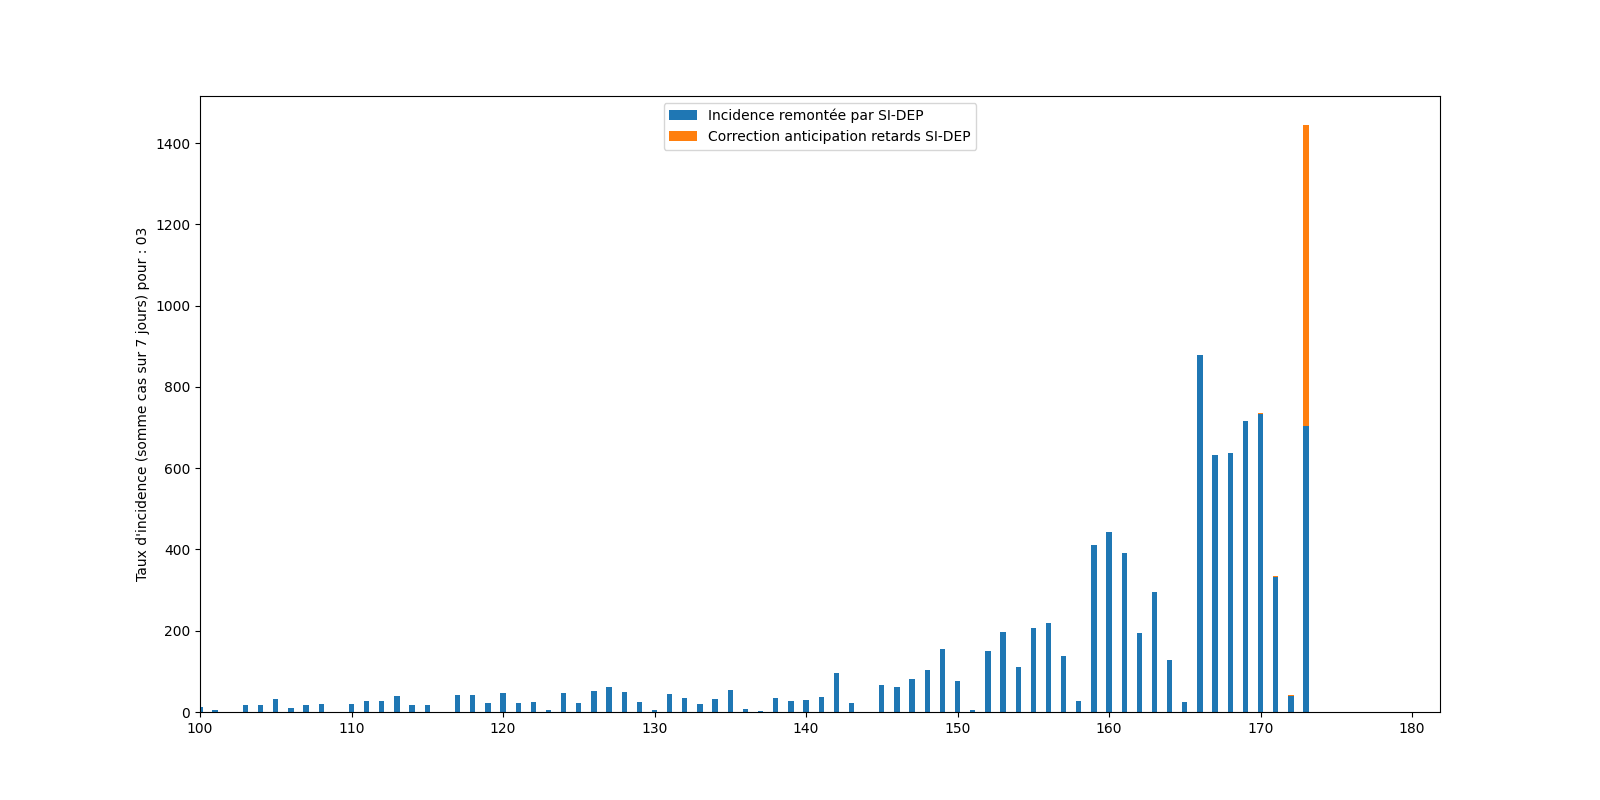 Incidence remontée par SI-DEP
Correction anticipation retards SI-DEP
Taux d'incidence (somme cas sur 7 jours) pour : 03
1400
1200
1000
800
600
400
200
0
100 110 120 130 140 150 160 170 180